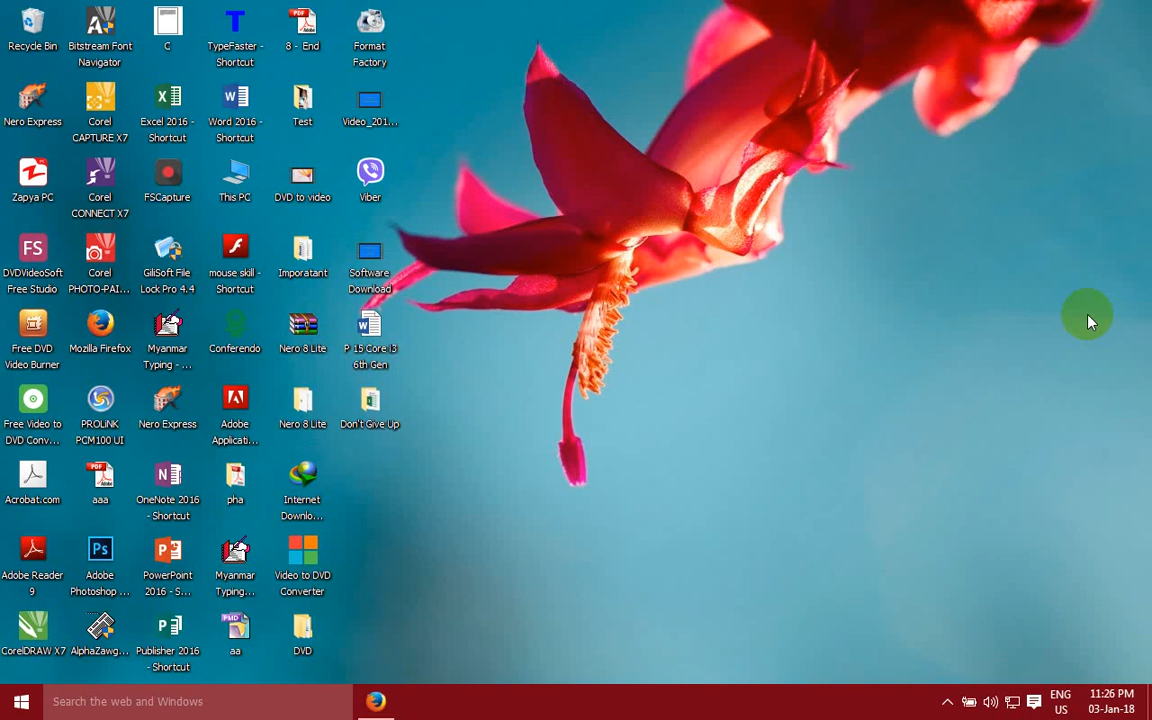 Recycle Bin
Bitstream Font
Navigator
C
TypeFaster -
Shortcut
8 - End
Format
Factory
Nero Express
Corel
CAPTURE X7
Excel 2016 -
Shortcut
Word 2016 -
Shortcut
Test
Video_201...
Zapya PC
Corel
CONNECT X7
FSCapture
This PC
DVD to video
Viber
FS
DVDVideoSoft
Free Studio
Corel
PHOTO-PAI...
GiliSoft File
Lock Pro 4.4
mouse skill -
Shortcut
Imporatant
Software
Download
Free DVD
Video Burner
Mozilla Firefox
Myanmar
Typing - ...
Conferendo
Nero 8 Lite
P 15 Core i3
6th Gen
Free Video to
DVD Conv...
PROLiNK
PCM100 UI
Nero Express
Adobe
Applicati...
Nero 8 Lite
Don't Give Up
Acrobat.com
aaa
OneNote 2016
- Shortcut
pha
Internet
Downlo...
Adobe Reader
9
Ps
Adobe
Photoshop ...
PowerPoint
2016 - S...
Myanmar
Typing...
Video to DVD
Converter
CorelDRAW X7
AlphaZawg...
Publisher 2016
- Shortcut
PMD
aa
DVD
Search the web and Windows
ENG
US
11:26 PM
03-Jan-18